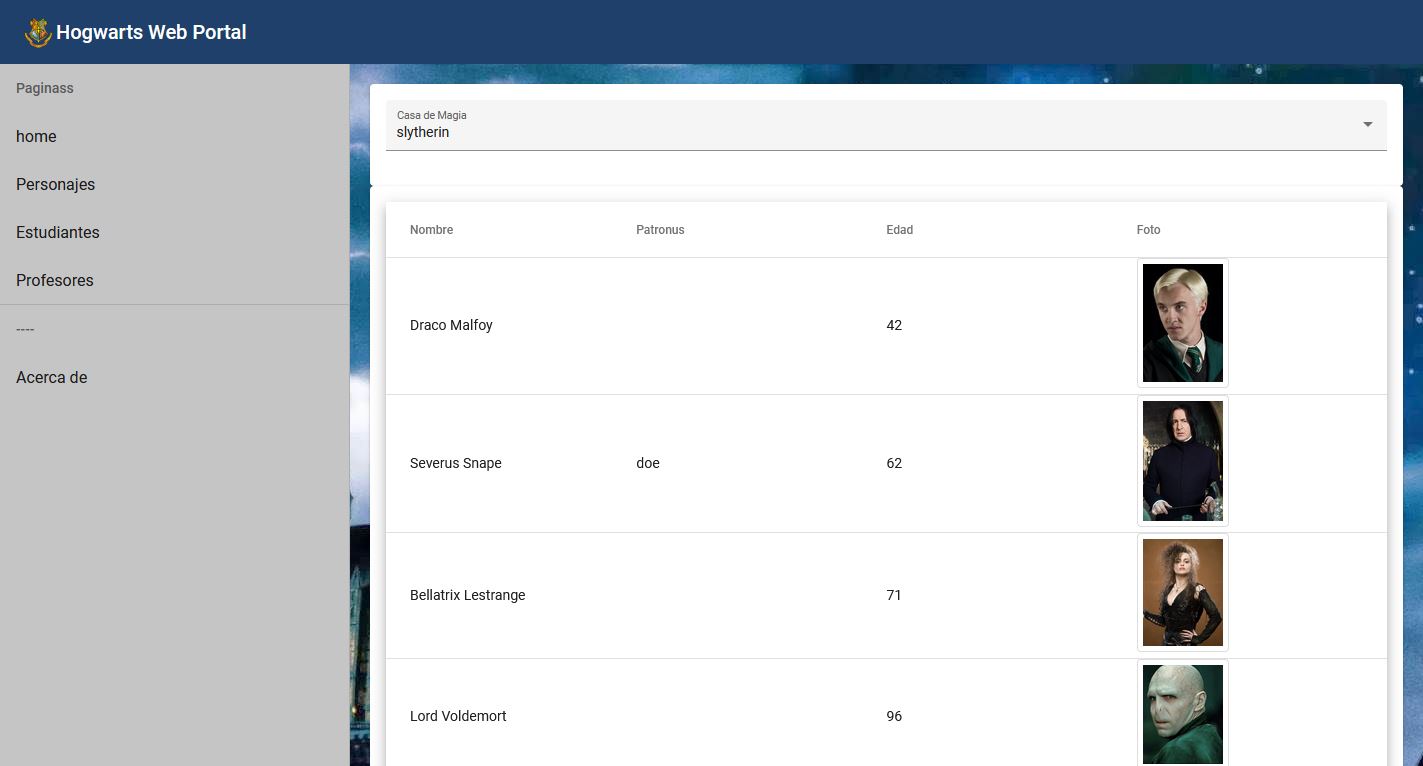 Hogwarts Web Portal
Paginass
home
Personajes
Estudiantes
Profesores
----
Acerca de
Casa de Magia
slytherin
Nombre Patronus Edad Foto
Draco Malfoy 42
Severus Snape doe 62
Bellatrix Lestrange 71
Lord Voldemort 96